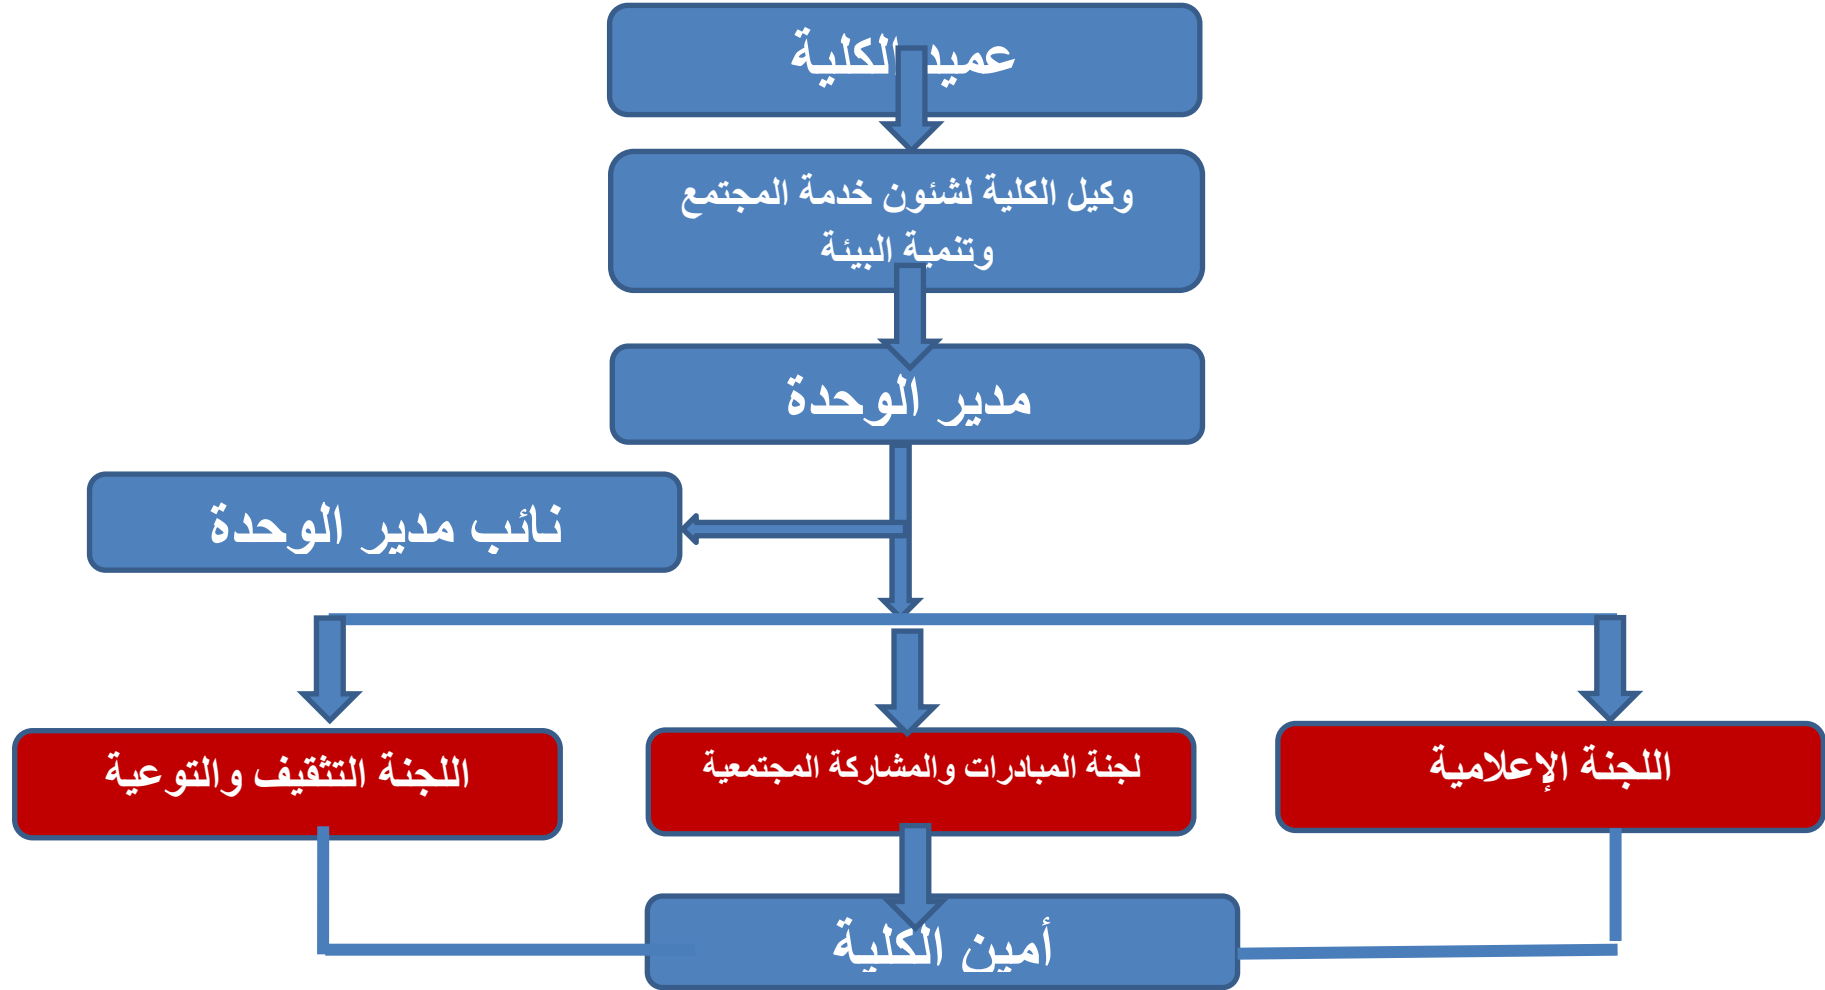 عميد الكلية
وكيل الكلية لشئون خدمة المجتمع
وتنمية البيئة
مدير الوحدة
نائب مدير الوحدة
اللجنة الإعلامية
لجنة المبادرات والمشاركة المجتمعية
اللجنة التثقيف والتوعية
أمين الكلية